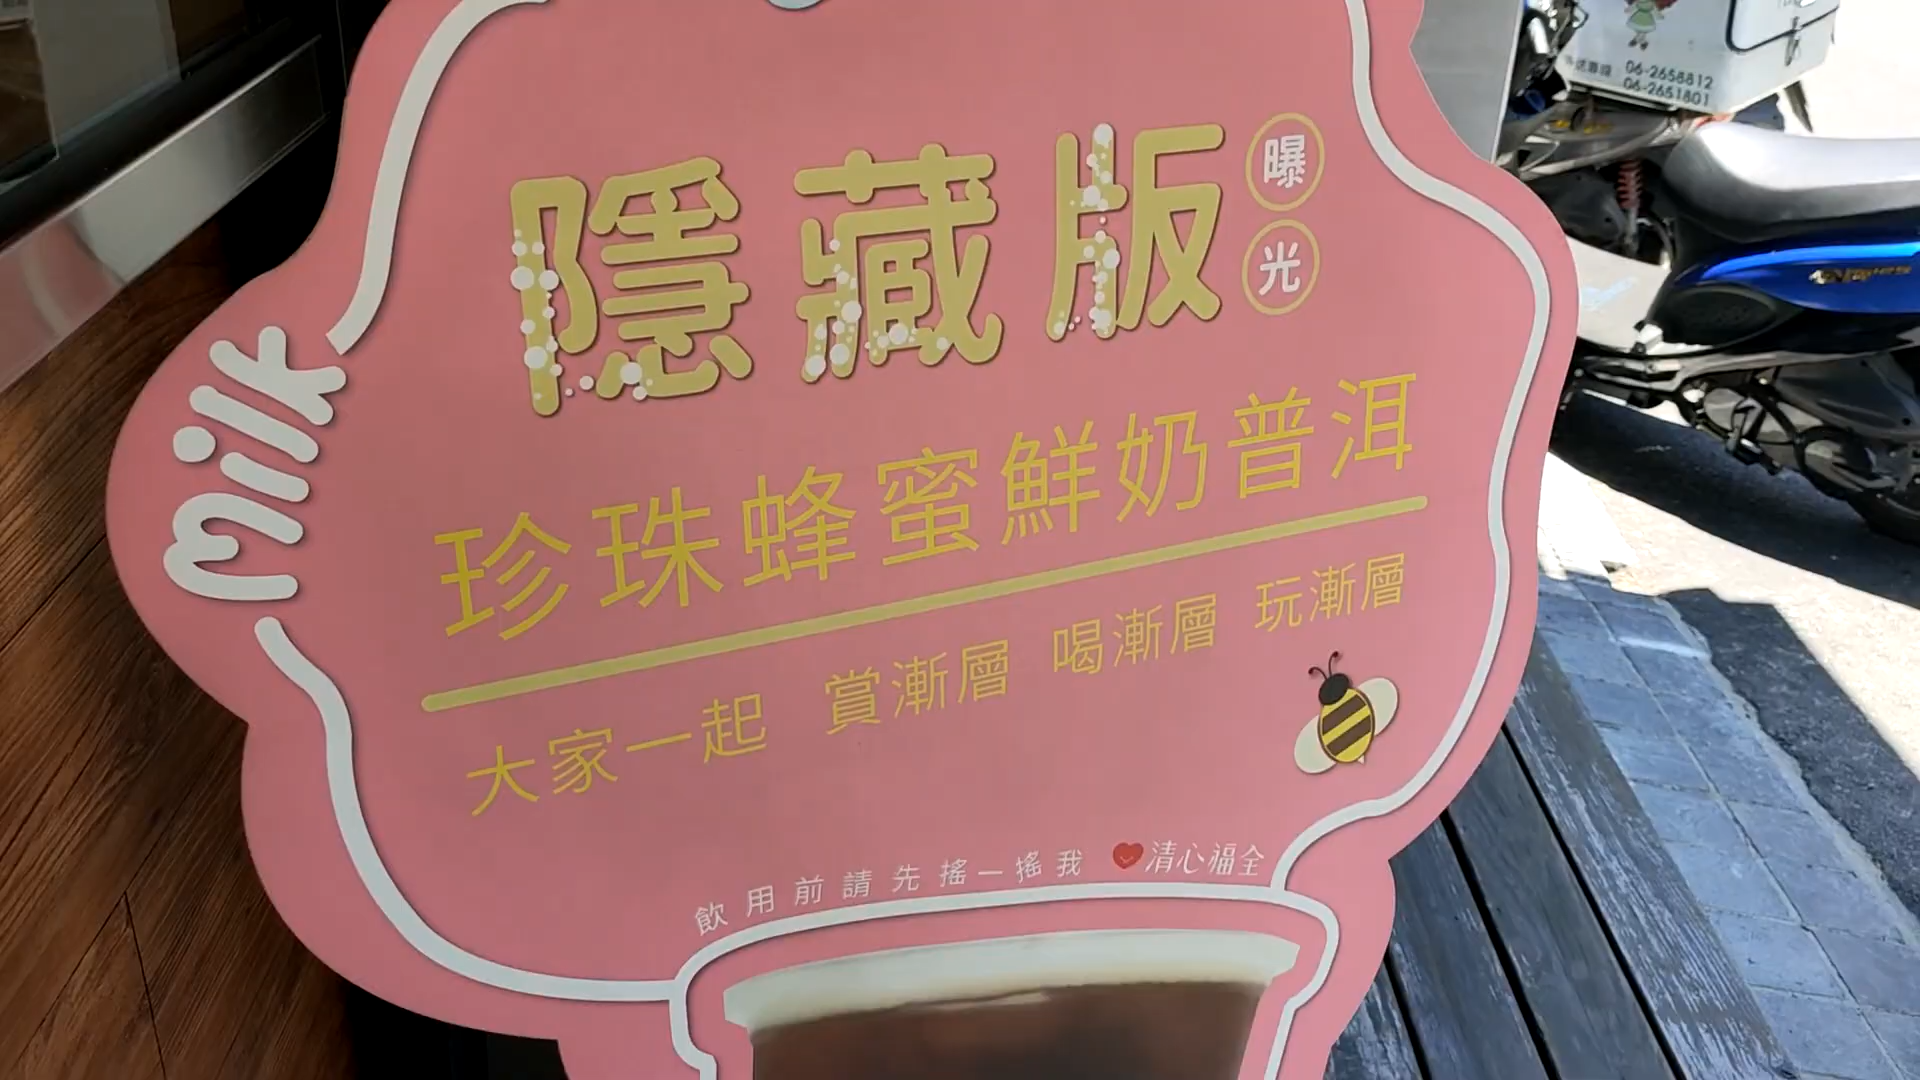 隱藏版 曝光
珍珠蜂蜜鮮奶普洱
大家一起 賞漸層 喝漸層 玩漸層
飲用前請先搖一搖我 清心福全
milk
06-2658812
06-2651801